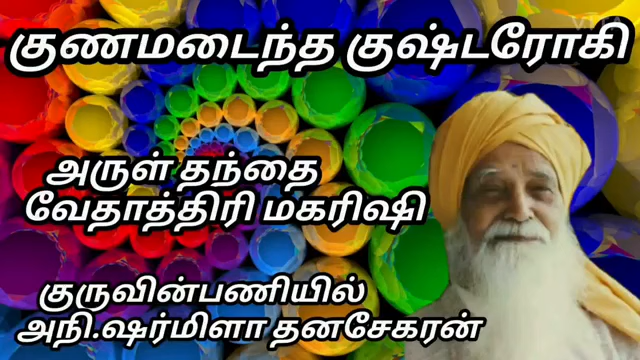 குணமடைந்த குஷ்டரோகி
அருள் தந்தை
வேதாத்திரி மகரிஷி
குருவின்பணியில்
அநி.ஷர்மிளா தனசேகரன்